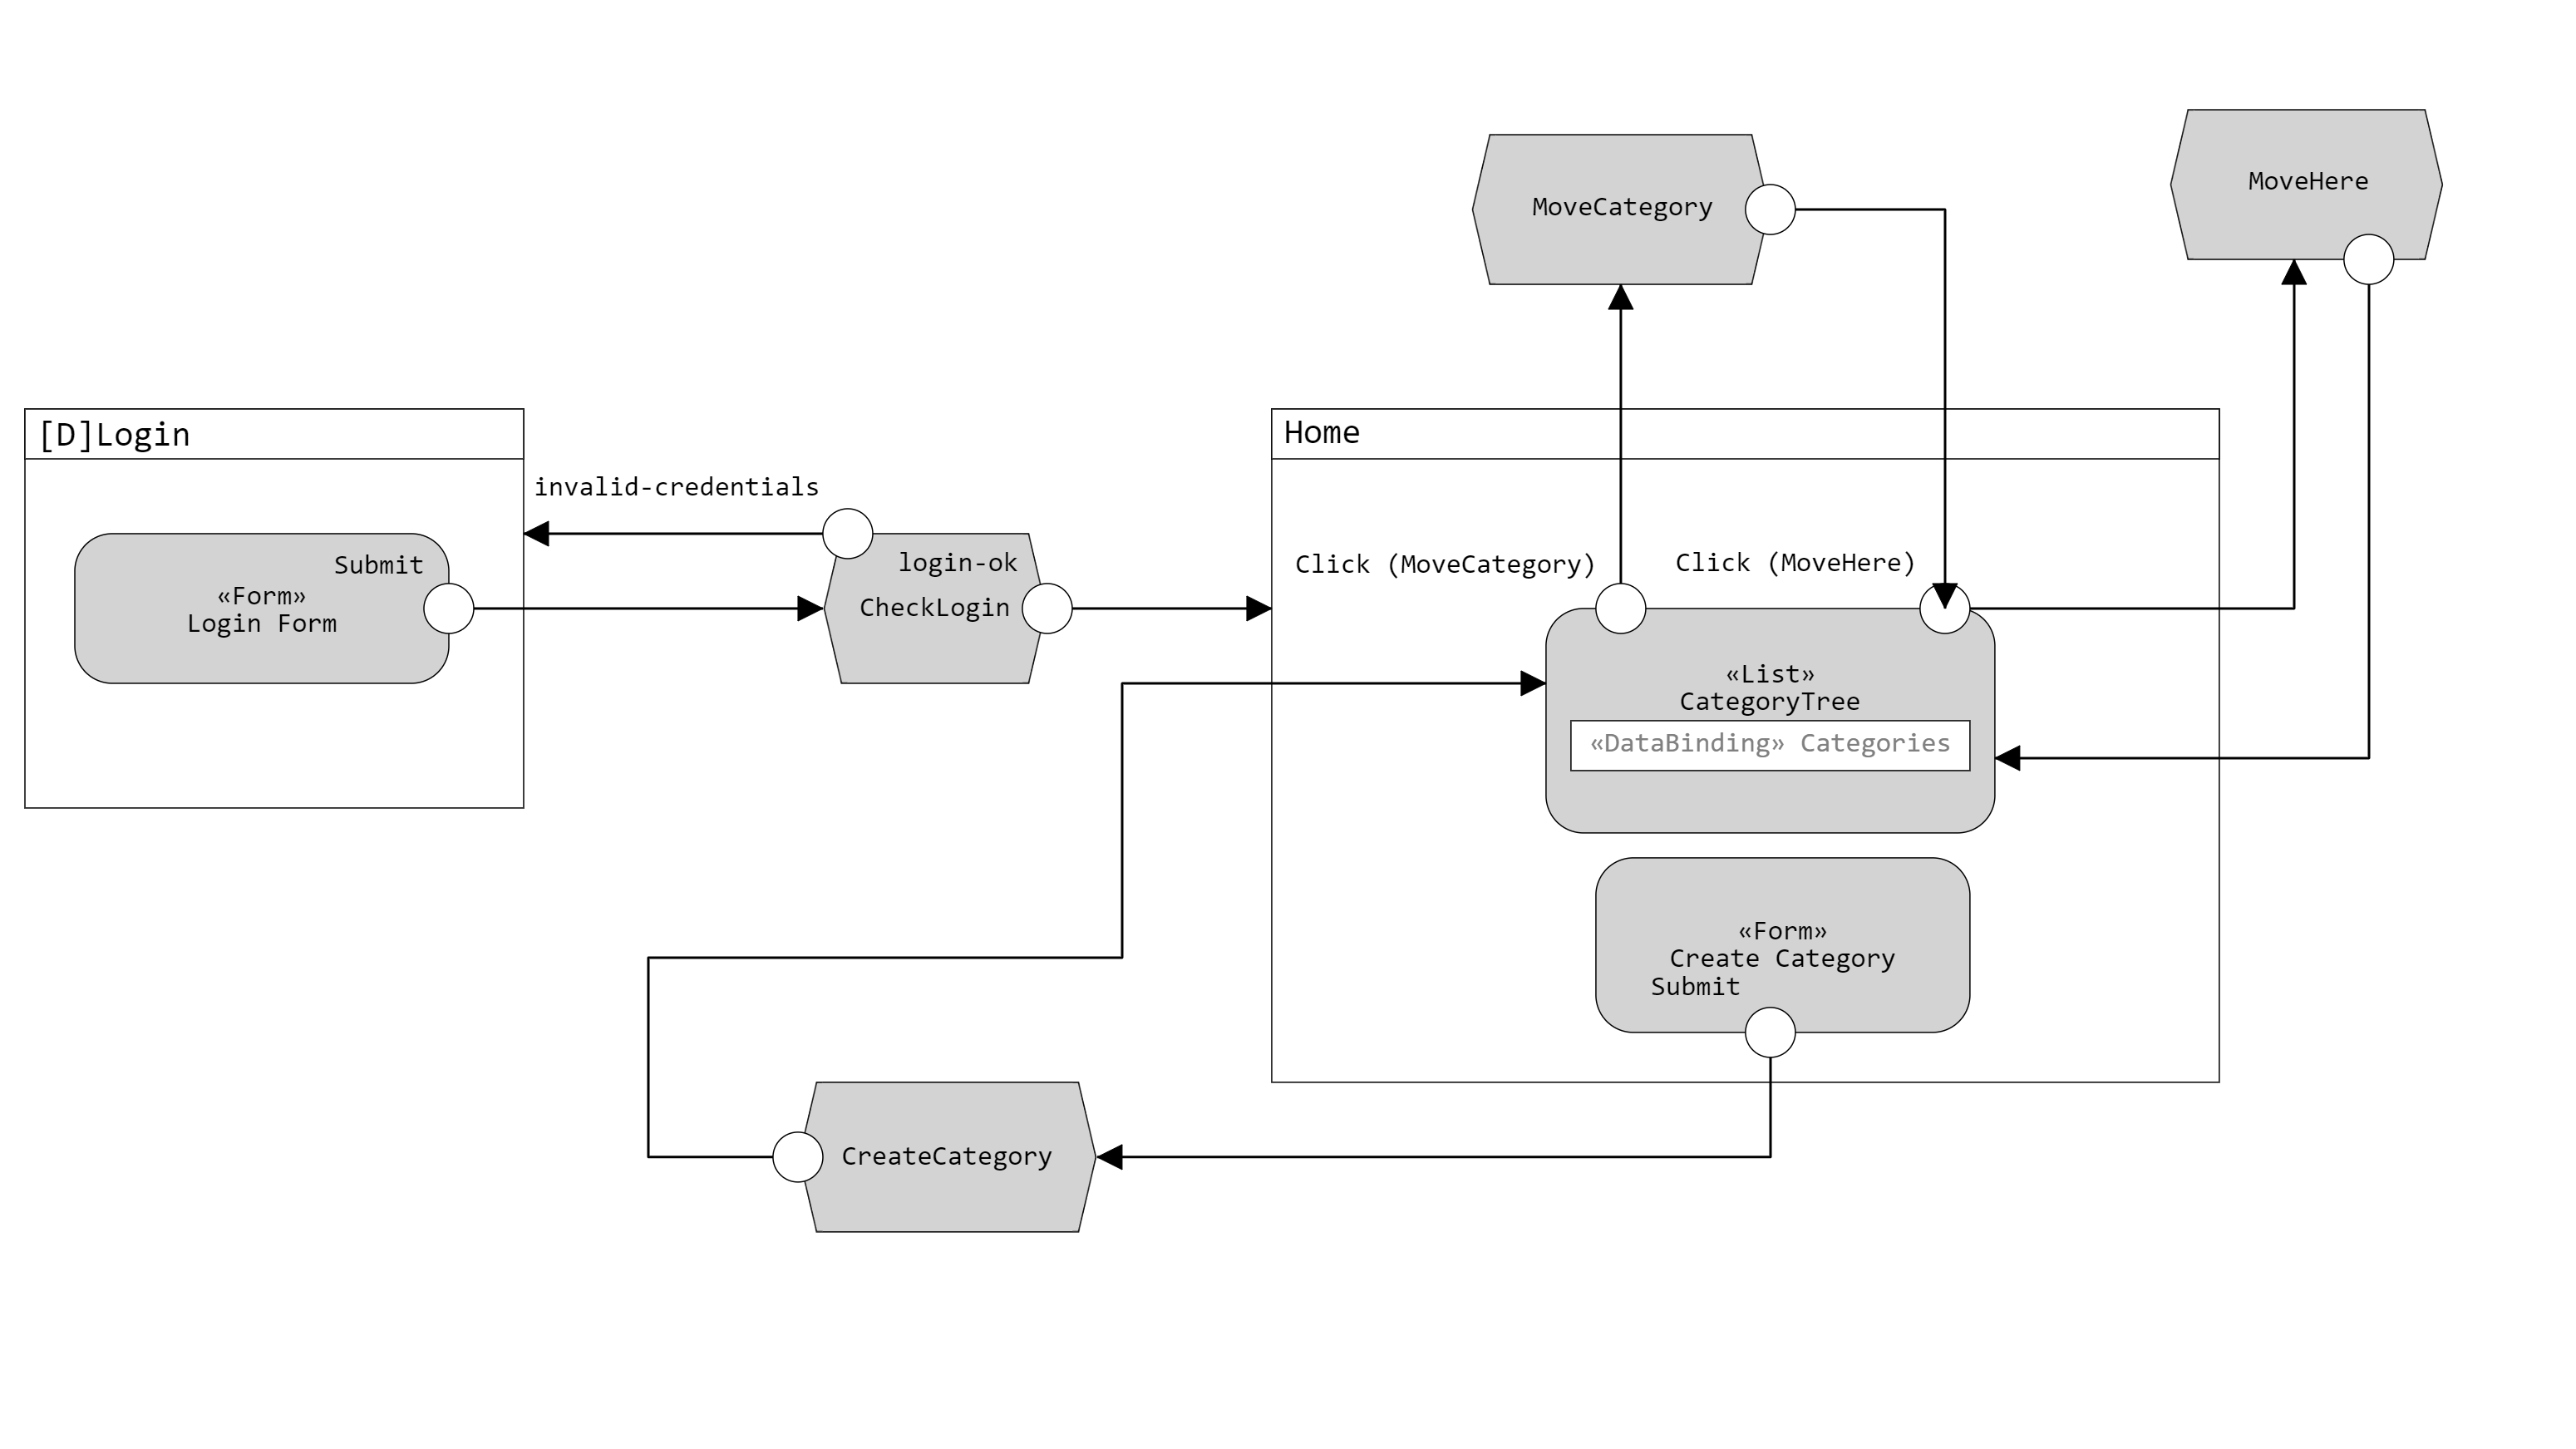 MoveHere
MoveCategory
[D]Login
Home
invalid-credentials
Submit
«Form»
Login Form
login-ok
CheckLogin
Click (MoveCategory)
Click (MoveHere)
«List»
CategoryTree
«DataBinding» Categories
«Form»
Create Category
Submit
CreateCategory